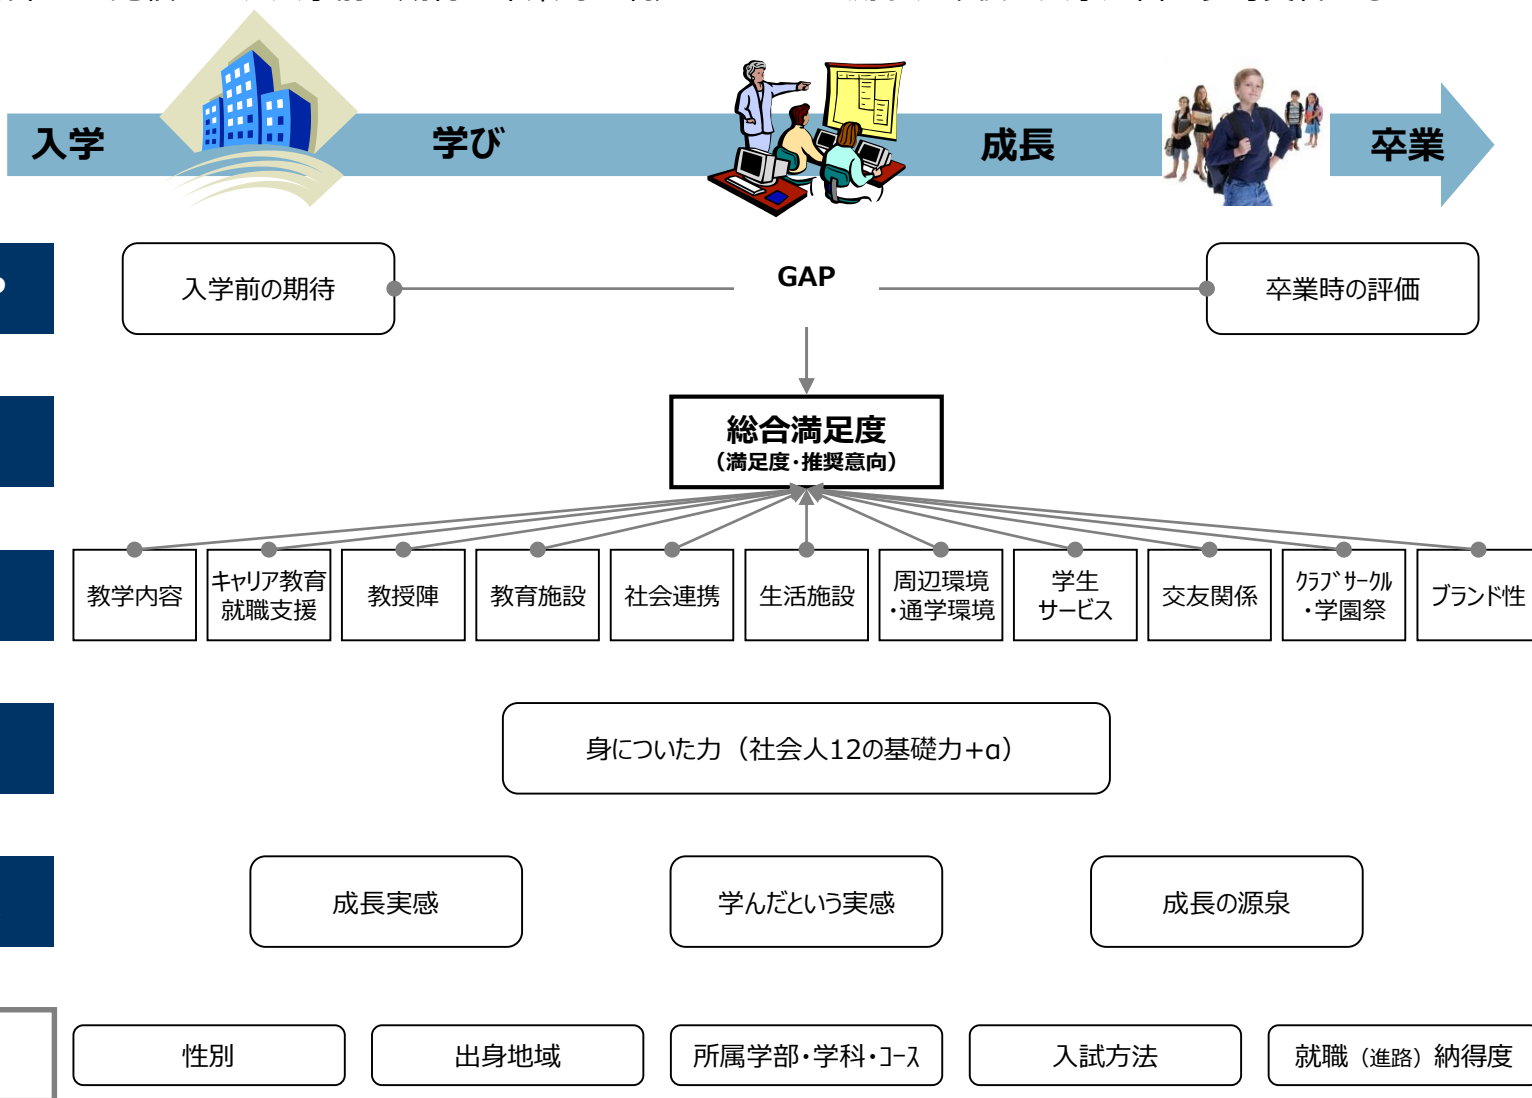 入学
学び
成長
卒業
入学前の期待
GAP
卒業時の評価
総合満足度
（満足度・推奨意向）
教学内容
キャリア教育
就職支援
教授陣
教育施設
社会連携
生活施設
周辺環境
・通学環境
学生
サービス
交友関係
ｸﾗﾌﾞｻｰｸﾙ
・学園祭
ブランド性
身についた力（社会人12の基礎力+α）
成長実感
学んだという実感
成長の源泉
性別
出身地域
所属学部・学科・ｺｰｽ
入試方法
就職（進路）納得度